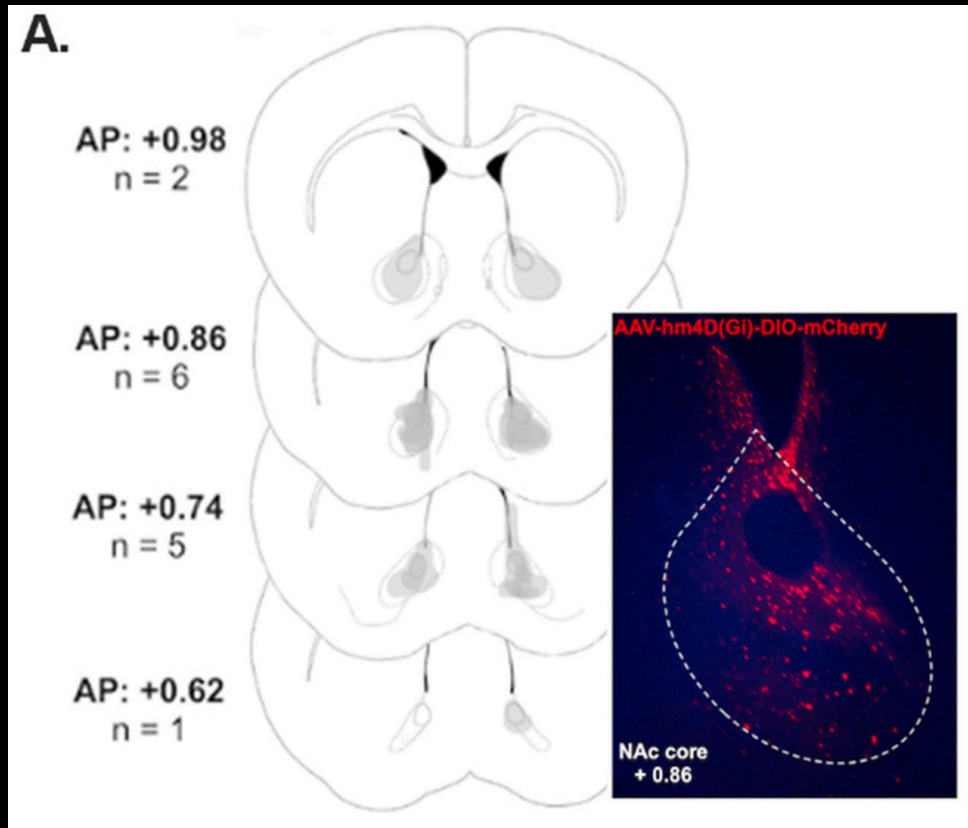 A.
AP: +0.98
n = 2
AP: +0.86
n = 6
AP: +0.74
n = 5
AP: +0.62
n = 1
AAV-hm4D(Gi)-DIO-mCherry
NAc core
+ 0.86